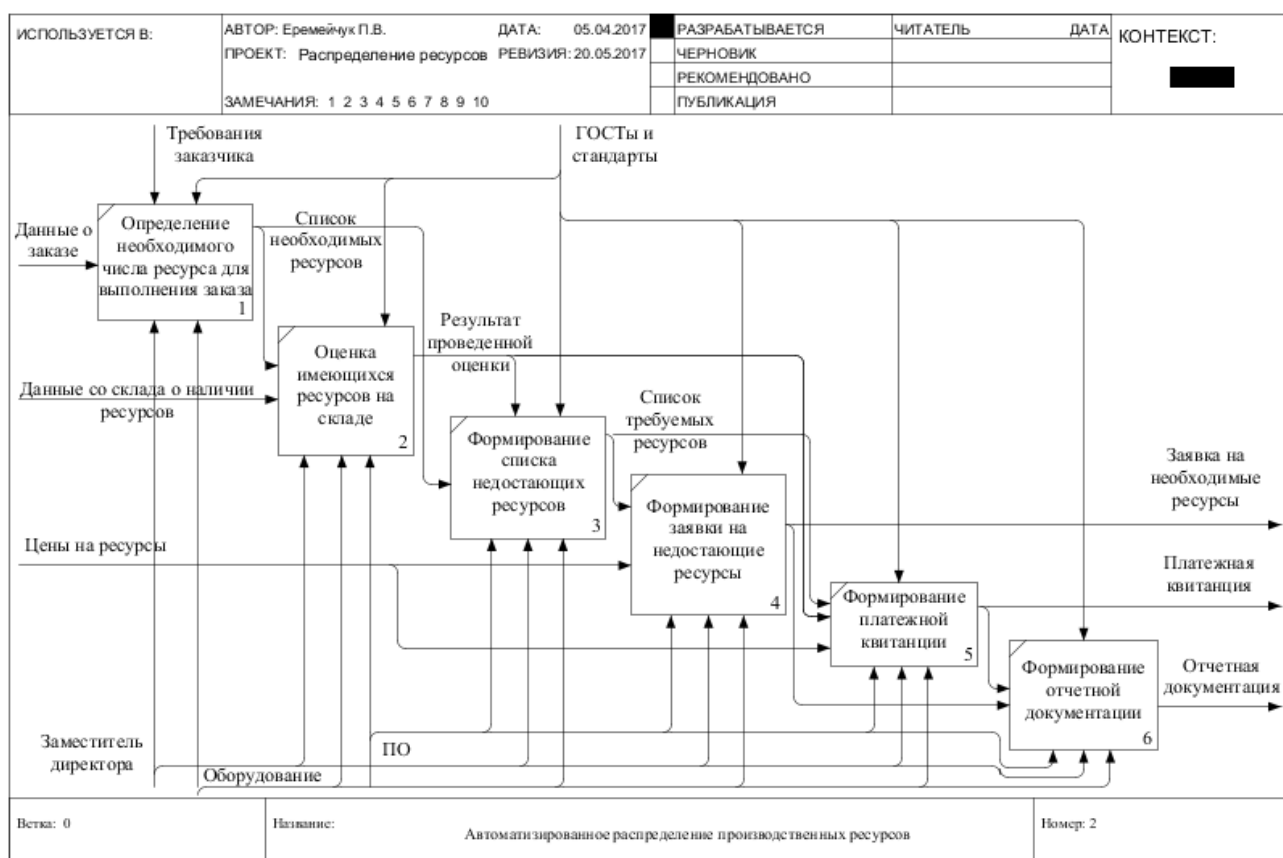 ИСПОЛЬЗУЕТСЯ В:
АВТОР: Еремейчук П.В.
ДАТА: 05.04.2017
ПРОЕКТ: Распределение ресурсов
РЕВИЗИЯ: 20.05.2017
ЗАМЕЧАНИЯ: 1 2 3 4 5 6 7 8 9 10
РАЗРАБАТЫВАЕТСЯ
ЧЕРНОВИК
РЕКОМЕНДОВАНО
ПУБЛИКАЦИЯ
ЧИТАТЕЛЬ
ДАТА
КОНТЕКСТ:
Требования
заказчика
ГОСТы и
стандарты
Данные о
заказе
Определение
необходимого
числа ресурса для
выполнения заказа
1
Список
необходимых
ресурсов
Данные со склада о наличии
ресурсов
Оценка
имеющихся
ресурсов на
складе
2
Результат
проведенной
оценки
Формирование
списка
недостающих
ресурсов
3
Список
требуемых
ресурсов
Цены на ресурсы
Формирование
заявки на
недостающие
ресурсы
4
Заявка на
необходимые
ресурсы
Формирование
платежной
квитанции
5
Платежная
квитанция
Формирование
отчетной
документации
6
Отчетная
документация
Заместитель
директора
ПО
Оборудование
Ветка: 0
Название:
Автоматизированное распределение производственных ресурсов
Номер: 2